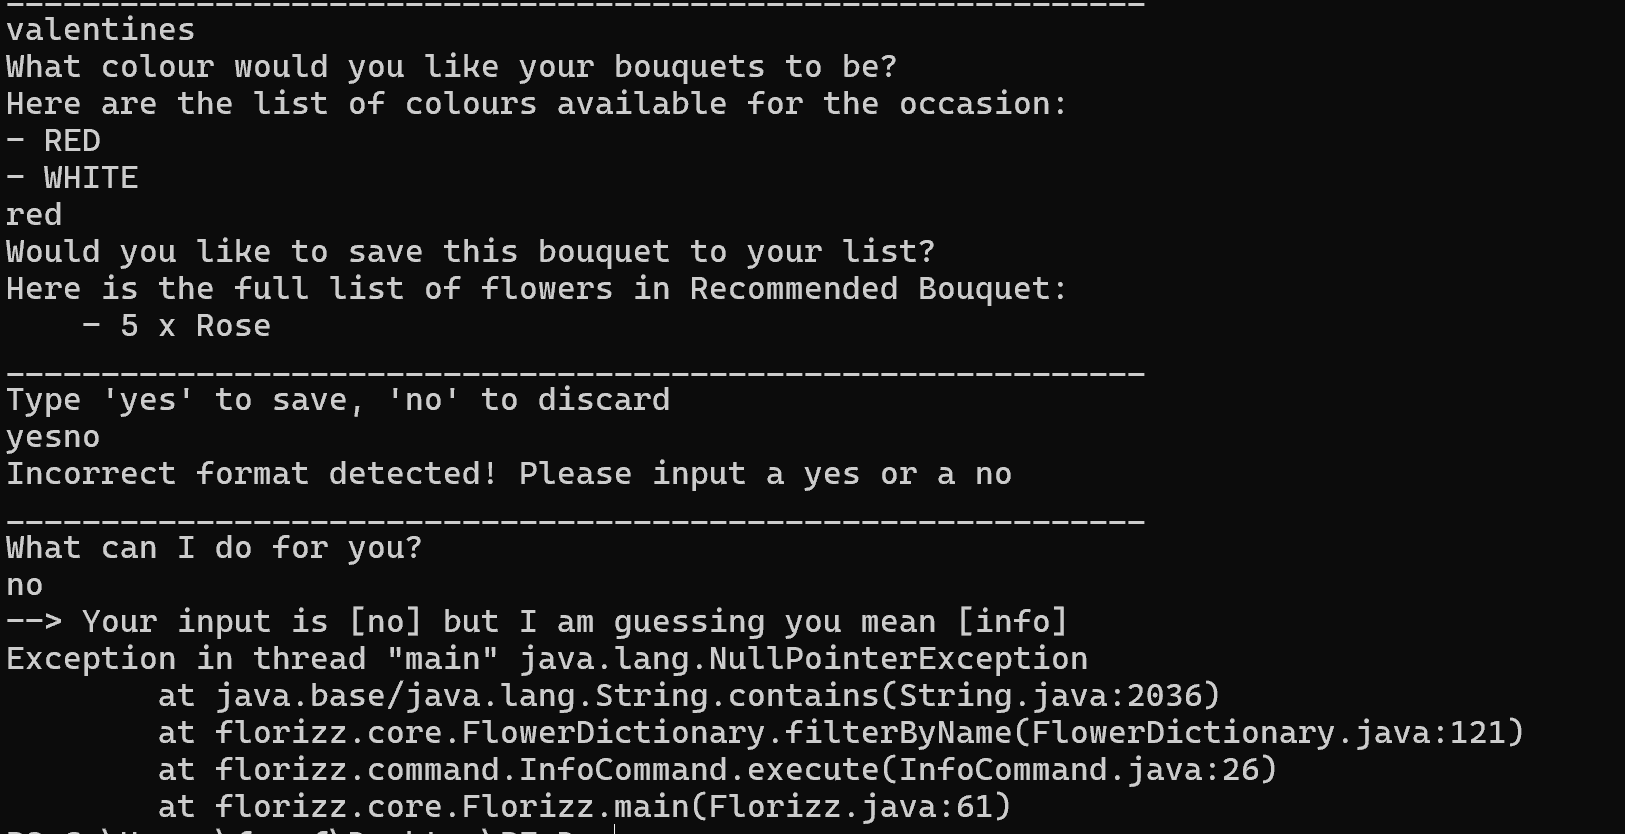 ____________________________________________________________
valentines
What colour would you like your bouquets to be?
Here are the list of colours available for the occasion:
- RED
- WHITE
red
Would you like to save this bouquet to your list?
Here is the full list of flowers in Recommended Bouquet:
    - 5 x Rose
____________________________________________________________
Type 'yes' to save, 'no' to discard
yesno
Incorrect format detected! Please input a yes or a no
____________________________________________________________
What can I do for you?
no
--> Your input is [no] but I am guessing you mean [info]
Exception in thread "main" java.lang.NullPointerException
        at java.base/java.lang.String.contains(String.java:2036)
        at florizz.core.FlowerDictionary.filterByName(FlowerDictionary.java:121)
        at florizz.command.InfoCommand.execute(InfoCommand.java:26)
        at florizz.core.Florizz.main(Florizz.java:61)